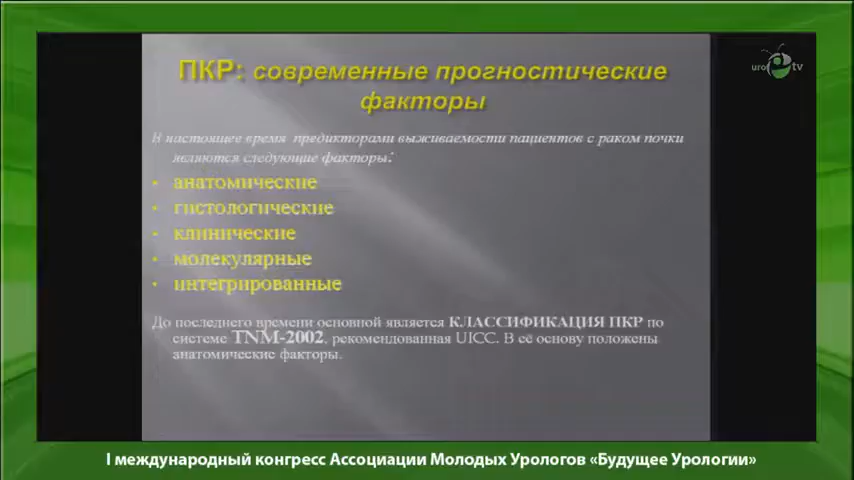 uro tv
ПКР: современные прогностические
факторы
В настоящее время предикторами выживаемости пациентов с раком почки
являются следующие факторы:
• анатомические
• гистологические
• клинические
• молекулярные
• интегрированные
До последнего времени основной является КЛАССИФИКАЦИЯ ПКР по
системе TNM-2002, рекомендованная UICC. В её основу положены
анатомические факторы.
I международный конгресс Ассоциации Молодых Урологов «Будущее Урологии»